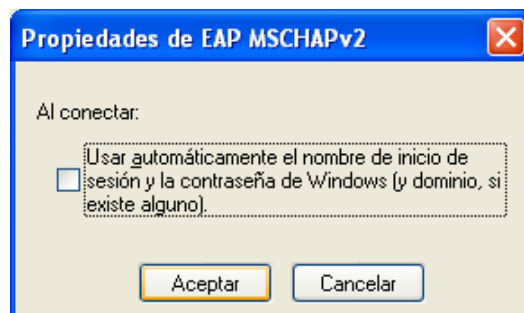 Propiedades de EAP MSCHAPv2
Al conectar:
Usar automáticamente el nombre de inicio de
sesión y la contraseña de Windows (y dominio, si
existe alguno).
Aceptar
Cancelar